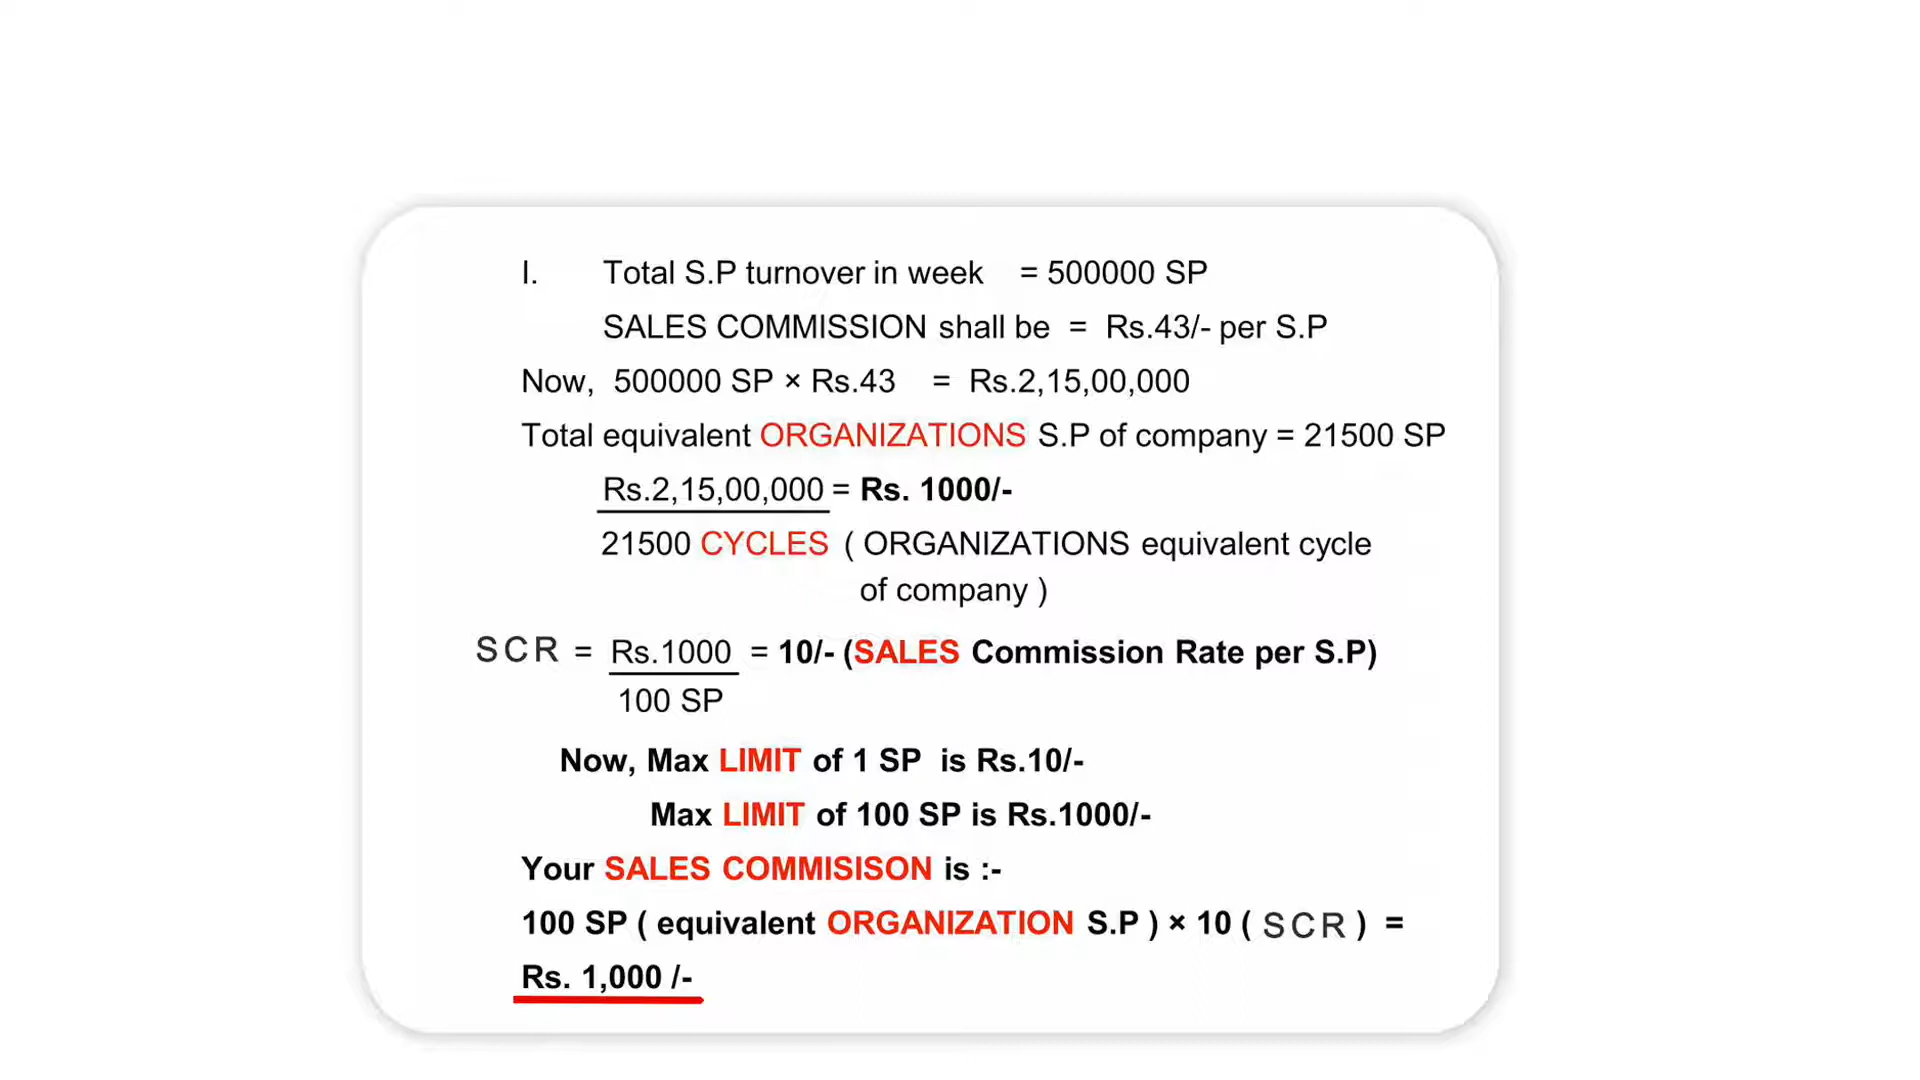 I. Total S.P turnover in week = 500000 SP
SALES COMMISSION shall be = Rs.43/- per S.P
Now, 500000 SP × Rs.43 = Rs.2,15,00,000
Total equivalent ORGANIZATIONS S.P of company = 21500 SP
Rs.2,15,00,000 = Rs. 1000/-
21500 CYCLES ( ORGANIZATIONS equivalent cycle
of company )
SCR = Rs.1000 = 10/- (SALES Commission Rate per S.P)
100 SP
Now, Max LIMIT of 1 SP is Rs.10/-
Max LIMIT of 100 SP is Rs.1000/-
Your SALES COMMISISON is :-
100 SP ( equivalent ORGANIZATION S.P ) × 10 ( SCR ) =
Rs. 1,000 /-